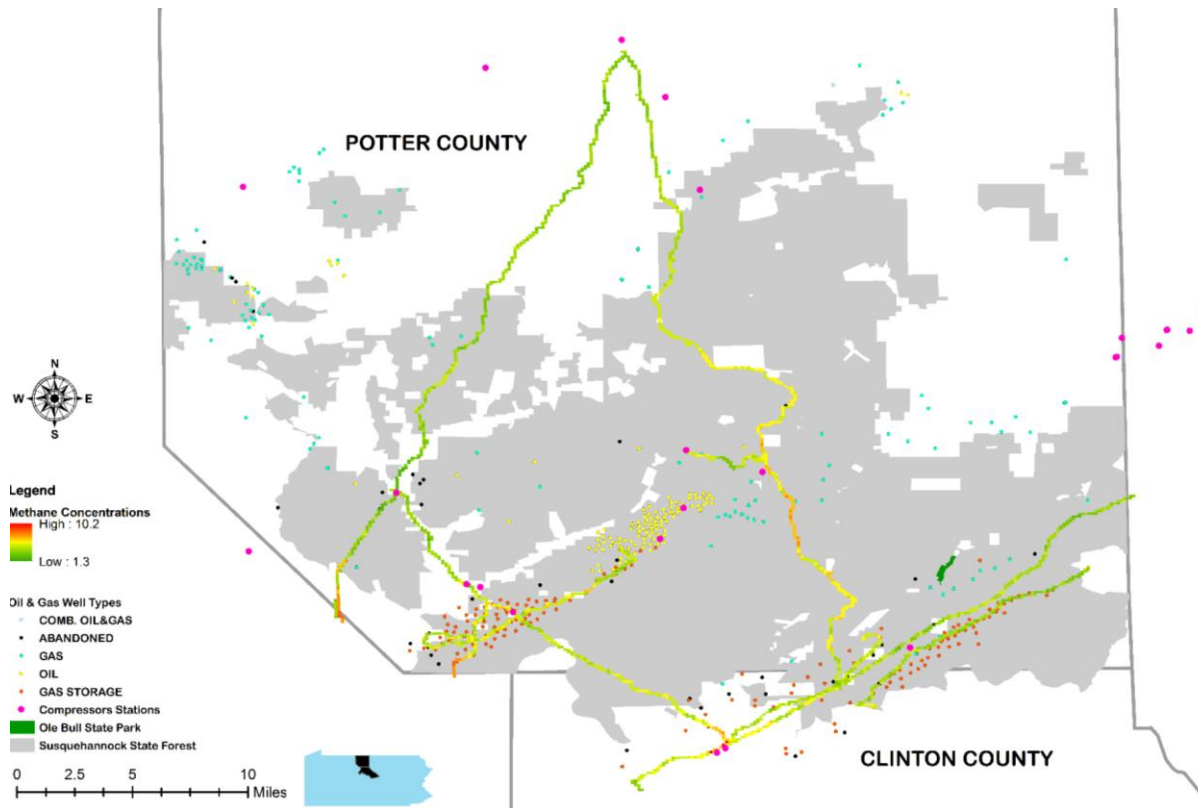 POTTER COUNTY
N
W E
S
Legend
Methane Concentrations
High : 10.2
Low : 1.3
Oil & Gas Well Types
COMB. OIL&GAS
ABANDONED
GAS
OIL
GAS STORAGE
Compressors Stations
Ole Bull State Park
Susquehannock State Forest
0 2.5 5 10
Miles
CLINTON COUNTY